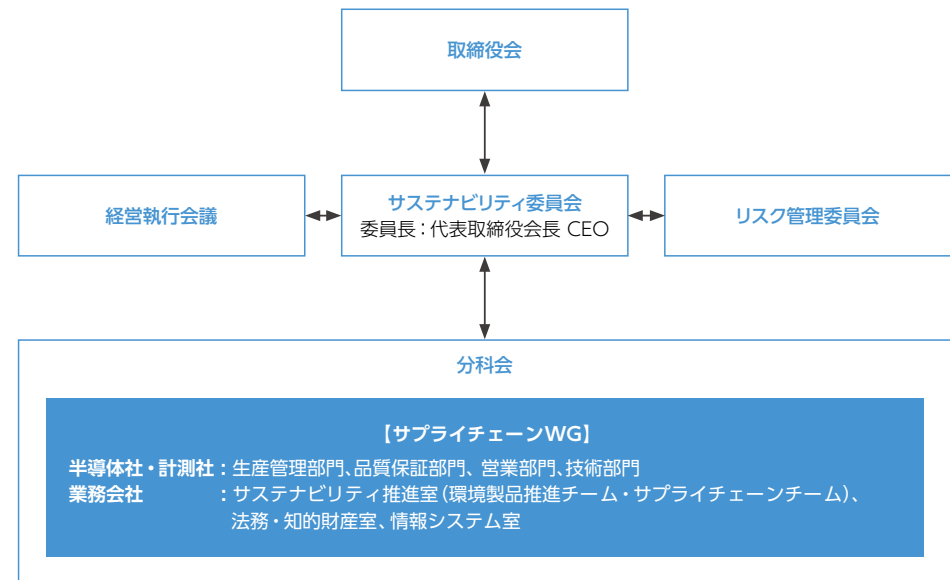 取締役会
経営執行会議
サステナビリティ委員会
委員長：代表取締役会長 CEO
リスク管理委員会
分科会
【サプライチェーンWG】
半導体社・計測社：生産管理部門、品質保証部門、営業部門、技術部門
業務会社：サステナビリティ推進室（環境製品推進チーム・サプライチェーンチーム）、
法務・知的財産室、情報システム室